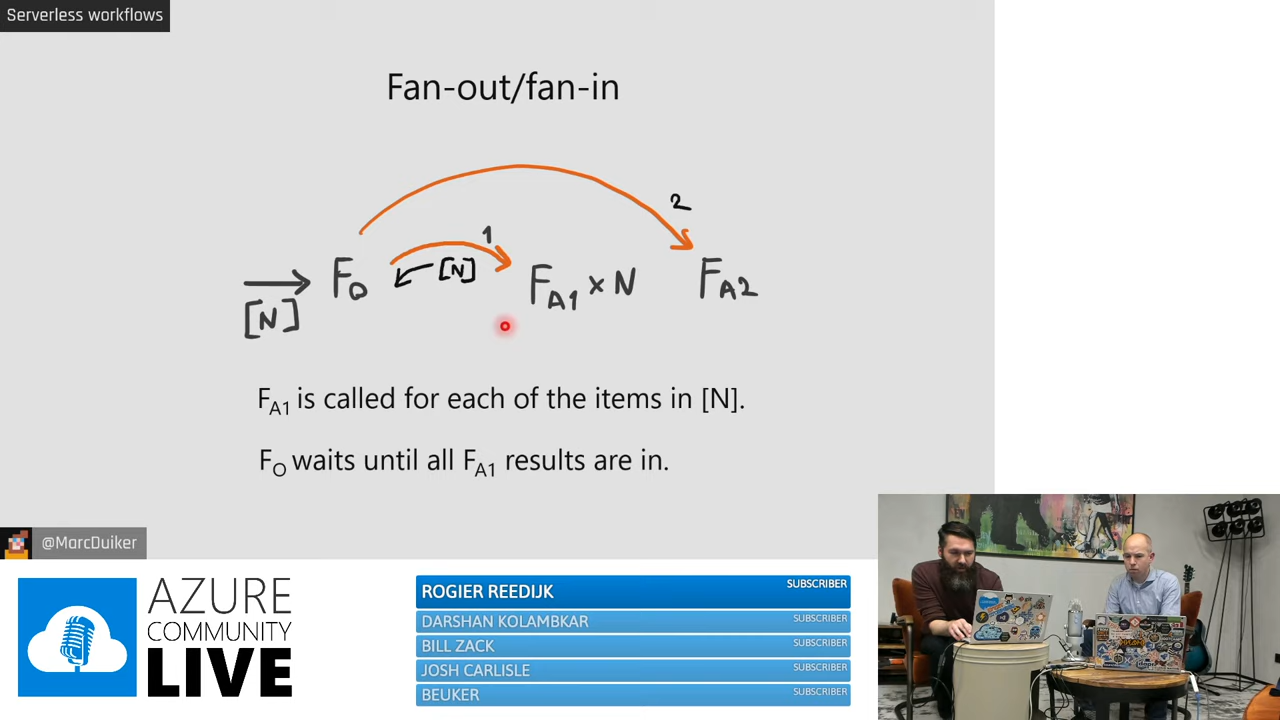 Serverless workflows
Fan-out/fan-in
2
1
[N]
[N]
FO
FA1 × N
FA2
FA1 is called for each of the items in [N].
FO waits until all FA1 results are in.
@MarcDuiker
AZURE
COMMUNITY
LIVE
ROGIER REEDIJK SUBSCRIBER
DARSHAN KOLAMBKAR SUBSCRIBER
BILL ZACK SUBSCRIBER
JOSH CARLISLE SUBSCRIBER
BEUKER SUBSCRIBER